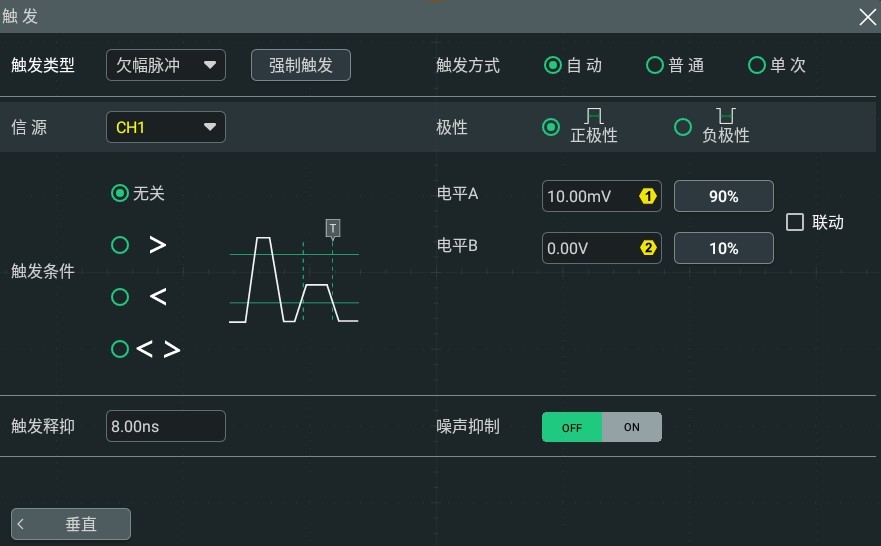 触 发
触发类型 欠幅脉冲 强制触发 触发方式 自 动 普 通 单 次
信 源 CH1 极性 正极性 负极性
无关 电平A 10.00mV 1 90%
联动
> T 电平B 0.00V 2 10%
触发条件
<
< >
触发释抑 8.00ns 噪声抑制 OFF ON
< 垂直